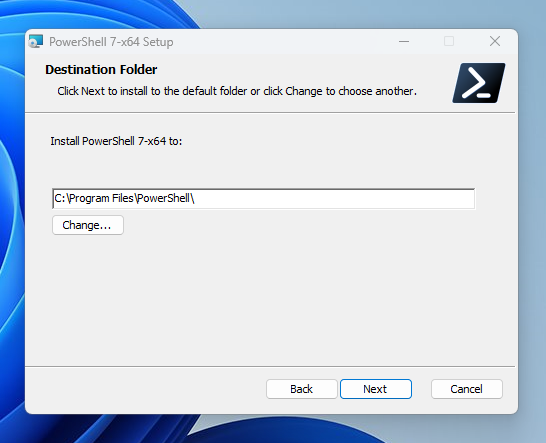 PowerShell 7-x64 Setup
Destination Folder
Click Next to install to the default folder or click Change to choose another.
Install PowerShell 7-x64 to:
C:\Program Files\PowerShell\
Change...
Back
Next
Cancel